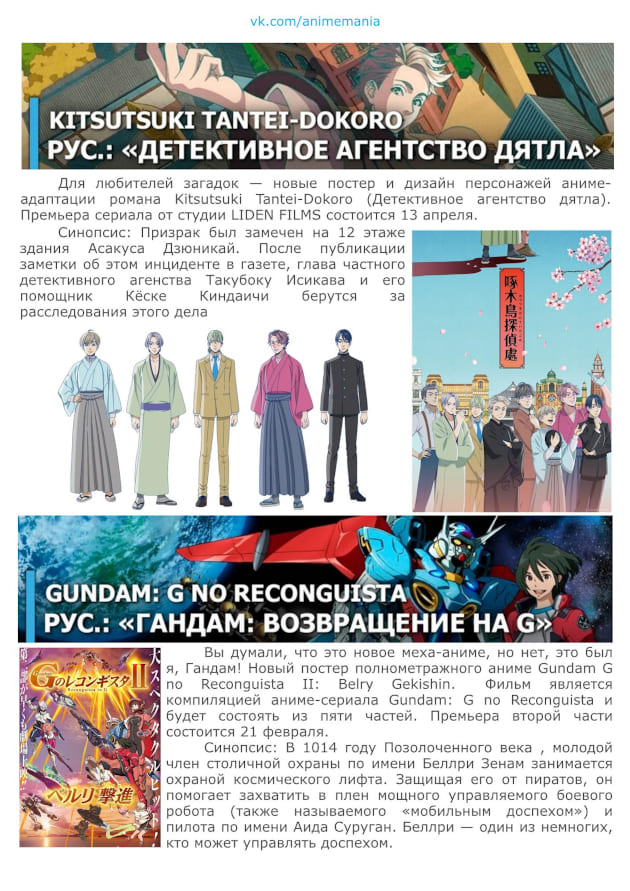 vk.com/animemania
KITSUTSUKI TANTEI-DOKORO
РУС.: «ДЕТЕКТИВНОЕ АГЕНТСТВО ДЯТЛА»
Для любителей загадок — новые постер и дизайн персонажей аниме-
адаптации романа Kitsutsuki Tantei-Dokoro (Детективное агентство дятла).
Премьера сериала от студии LIDEN FILMS состоится 13 апреля.
Синопсис: Призрак был замечен на 12 этаже
здания Асакуса Дзюникай. После публикации
заметки об этом инциденте в газете, глава частного
детективного агенства Такубоку Исикава и его
помощник Кёске Киндаичи берутся за
расследования этого дела
啄木鳥探偵處
GUNDAM: G NO RECONGUISTA
РУС.: «ГАНДАМ: ВОЗВРАЩЕНИЕ НА G»
GのレコンギスタII
ベルリ撃進
Вы думали, что это новое меха-аниме, но нет, это был
я, Гандам! Новый постер полнометражного аниме Gundam G
no Reconguista II: Belry Gekishin. Фильм является
компиляцией аниме-сериала Gundam: G no Reconguista и
будет состоять из пяти частей. Премьера второй части
состоится 21 февраля.
Синопсис: В 1014 году Позолоченного века , молодой
член столичной охраны по имени Беллри Зенам занимается
охраной космического лифта. Защищая его от пиратов, он
помогает захватить в плен мощного управляемого боевого
робота (также называемого «мобильным доспехом») и
пилота по имени Аида Суруган. Беллри — один из немногих,
кто может управлять доспехом.